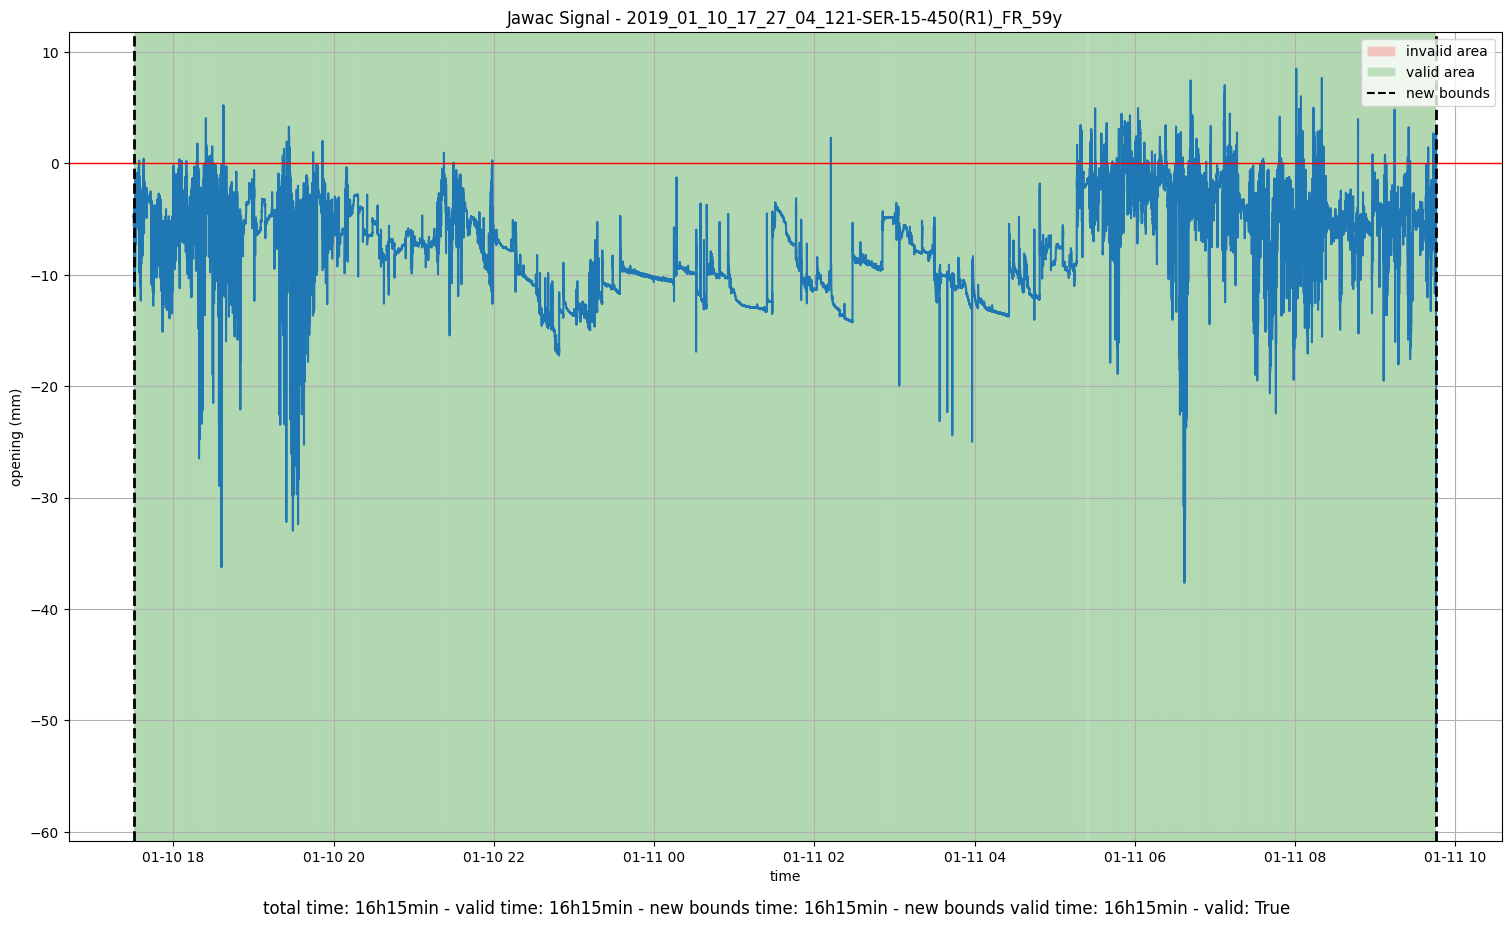 Jawac Signal - 2019_01_10_17_27_04_121-SER-15-450(R1)_FR_59y
10
0
−10
−20
−30
−40
−50
−60
opening (mm)
invalid area
valid area
new bounds
01-10 18
01-10 20
01-10 22
01-11 00
01-11 02
01-11 04
01-11 06
01-11 08
01-11 10
time
total time: 16h15min - valid time: 16h15min - new bounds time: 16h15min - new bounds valid time: 16h15min - valid: True